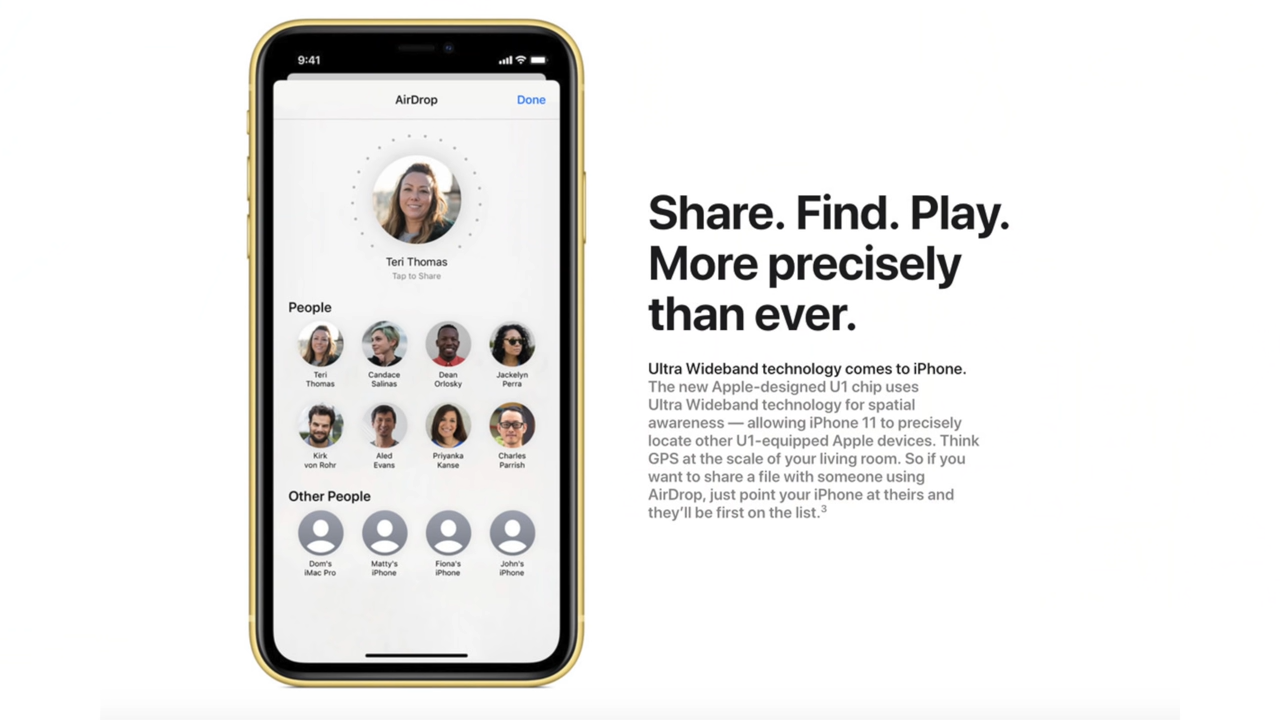 9:41
AirDrop
Done
Teri Thomas
Tap to Share
People
Teri Thomas
Candace Salinas
Dean Orlosky
Jackelyn Perra
Kirk von Rohr
Aled Evans
Priyanka Kanse
Charles Parrish
Other People
Dom's iMac Pro
Matty's iPhone
Fiona's iPhone
John's iPhone
Share. Find. Play.
More precisely
than ever.
Ultra Wideband technology comes to iPhone.
The new Apple-designed U1 chip uses
Ultra Wideband technology for spatial
awareness — allowing iPhone 11 to precisely
locate other U1-equipped Apple devices. Think
GPS at the scale of your living room. So if you
want to share a file with someone using
AirDrop, just point your iPhone at theirs and
they’ll be first on the list.³